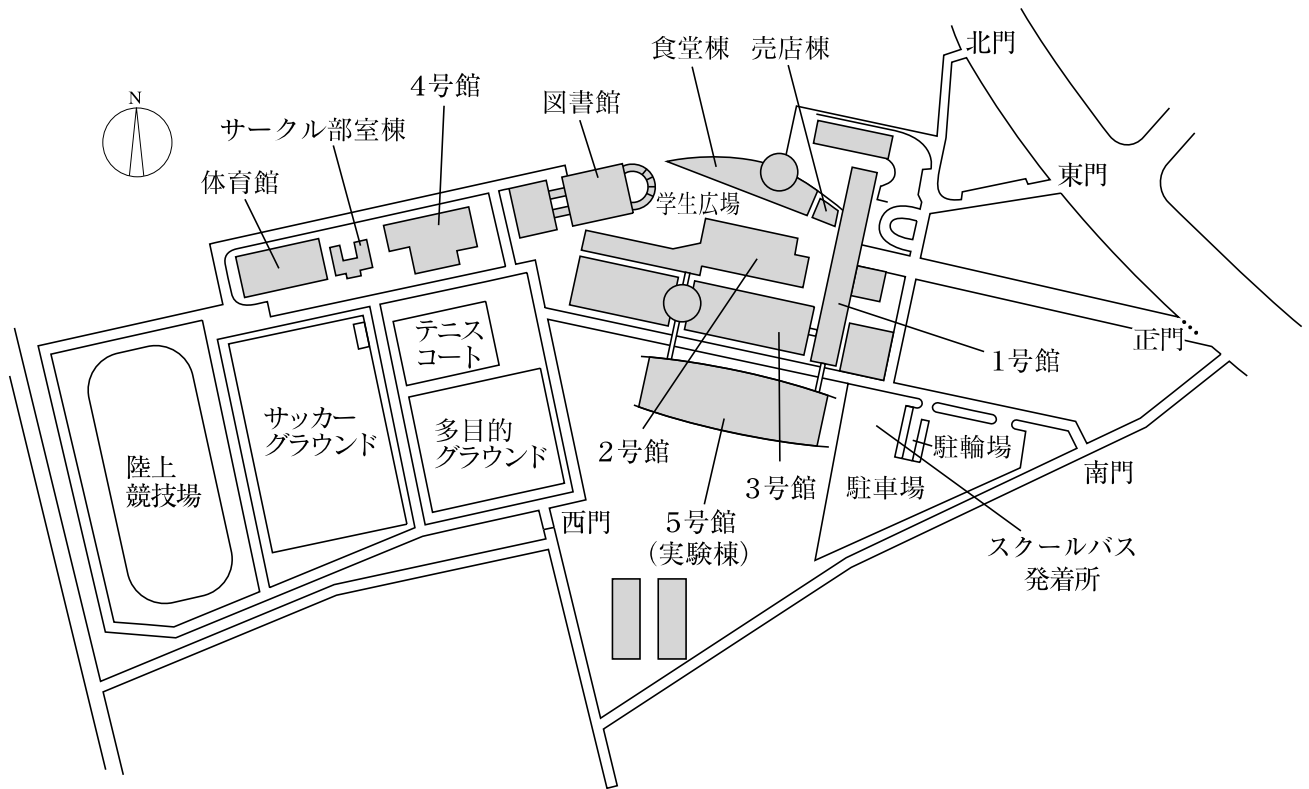 北門
食堂棟
売店棟
4号館
図書館
N
サークル部室棟
体育館
東門
学生広場
テニス
コート
正門
1号館
サッカー
グラウンド
多目的
グラウンド
2号館
駐輪場
陸上
競技場
3号館
駐車場
南門
西門
5号館
(実験棟)
スクールバス
発着所